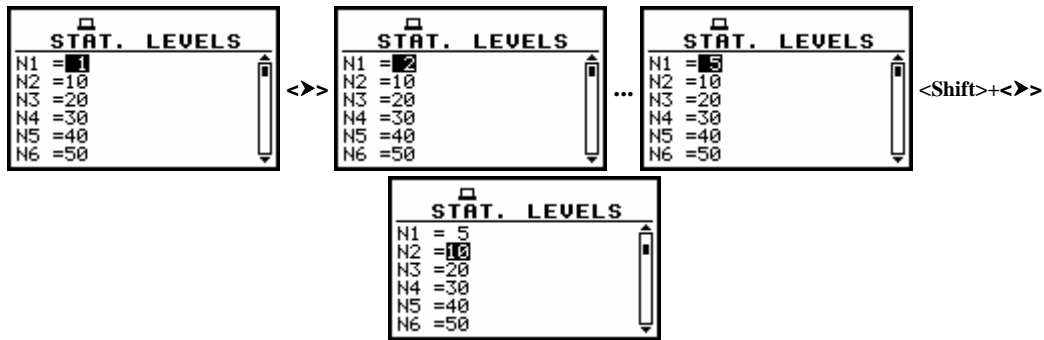 STAT. LEVELS
N1 = 1
N2 =10
N3 =20
N4 =30
N5 =40
N6 =50
<➤>
STAT. LEVELS
N1 = 2
N2 =10
N3 =20
N4 =30
N5 =40
N6 =50
...
STAT. LEVELS
N1 = 5
N2 =10
N3 =20
N4 =30
N5 =40
N6 =50
<Shift>+<➤>
STAT. LEVELS
N1 = 5
N2 =10
N3 =20
N4 =30
N5 =40
N6 =50